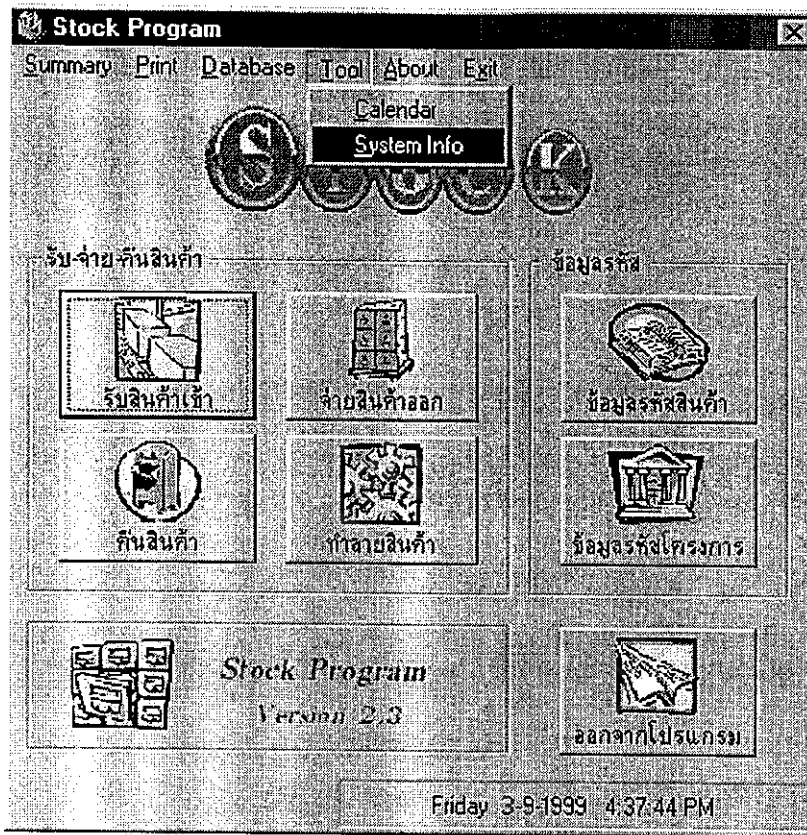 Stock Program
Summary Print Database Tool About Exit
Calendar
System Info
S T O C K
รับ-จ่าย-คืนสินค้า
ข้อมูลรหัส
รับสินค้าเข้า
จ่ายสินค้าออก
ข้อมูลรหัสสินค้า
คืนสินค้า
ทำลายสินค้า
ข้อมูลรหัสโครงการ
Stock Program
Version 2.3
ออกจากโปรแกรม
Friday 3-9-1999 4:37:44 PM